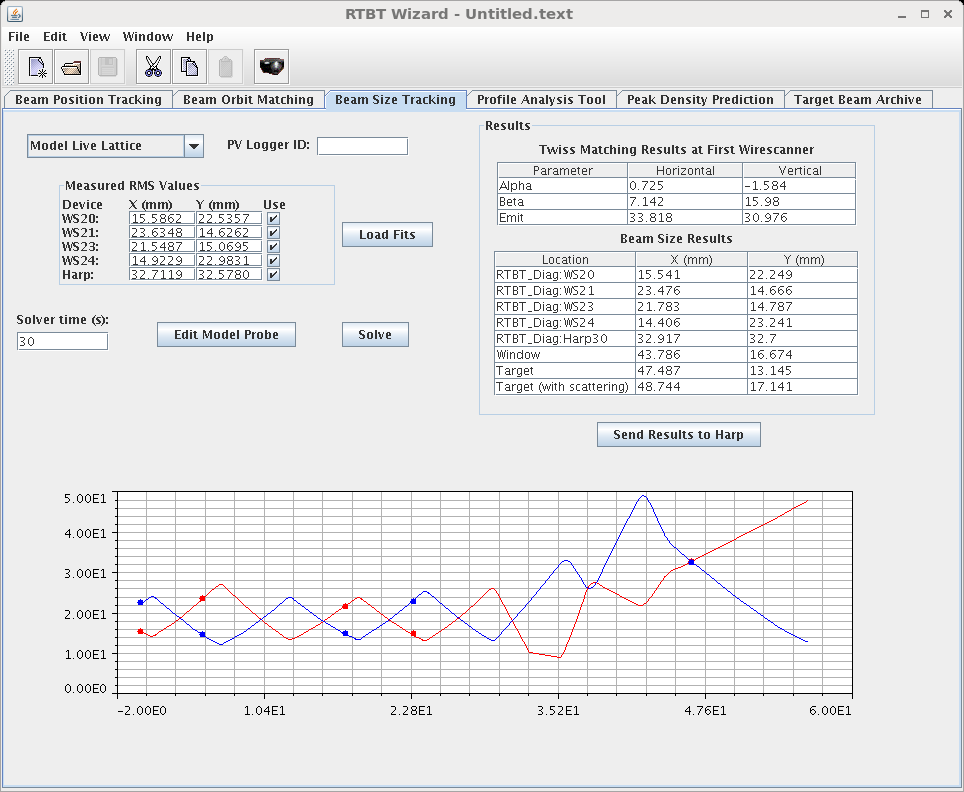 RTBT Wizard - Untitled.text
File Edit View Window Help
Beam Position Tracking Beam Orbit Matching Beam Size Tracking Profile Analysis Tool Peak Density Prediction Target Beam Archive
Model Live Lattice PV Logger ID:
Measured RMS Values
Device X (mm) Y (mm) Use
WS20: 15.5862 22.5357
WS21: 23.6348 14.6262
WS23: 21.5487 15.0695
WS24: 14.9229 22.9831
Harp: 32.7119 32.5780
Load Fits
Solver time (s):
30
Edit Model Probe
Solve
Results
Twiss Matching Results at First Wirescanner
Parameter Horizontal Vertical
Alpha 0.725 -1.584
Beta 7.142 15.98
Emit 33.818 30.976
Beam Size Results
Location X (mm) Y (mm)
RTBT_Diag:WS20 15.541 22.249
RTBT_Diag:WS21 23.476 14.666
RTBT_Diag:WS23 21.783 14.787
RTBT_Diag:WS24 14.406 23.241
RTBT_Diag:Harp30 32.917 32.7
Window 43.786 16.674
Target 47.487 13.145
Target (with scattering) 48.744 17.141
Send Results to Harp
5.00E1
4.00E1
3.00E1
2.00E1
1.00E1
0.00E0
-2.00E0 1.04E1 2.28E1 3.52E1 4.76E1 6.00E1